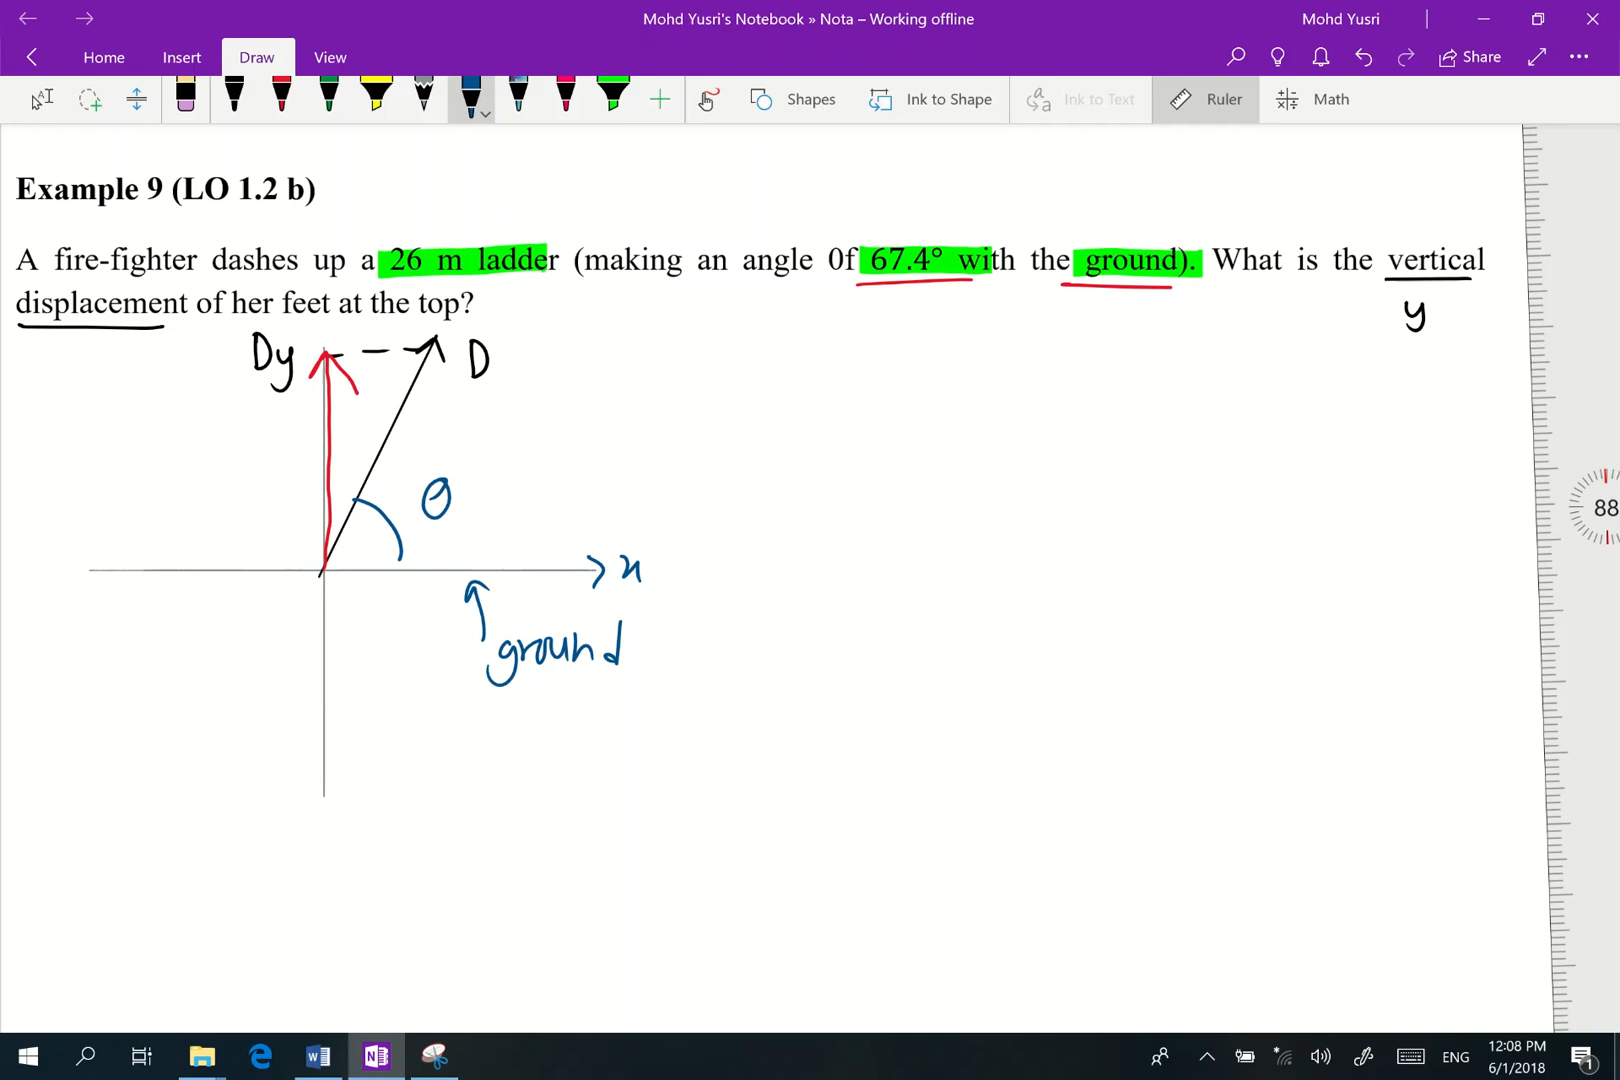 Mohd Yusri's Notebook » Nota – Working offline
Mohd Yusri
Home Insert Draw View
Share
Shapes Ink to Shape Ink to Text Ruler Math
Example 9 (LO 1.2 b)
A fire-fighter dashes up a 26 m ladder (making an angle 0f 67.4° with the ground). What is the vertical
displacement of her feet at the top?
y
Dy D
θ
x
ground
88
ENG
12:08 PM
6/1/2018
1